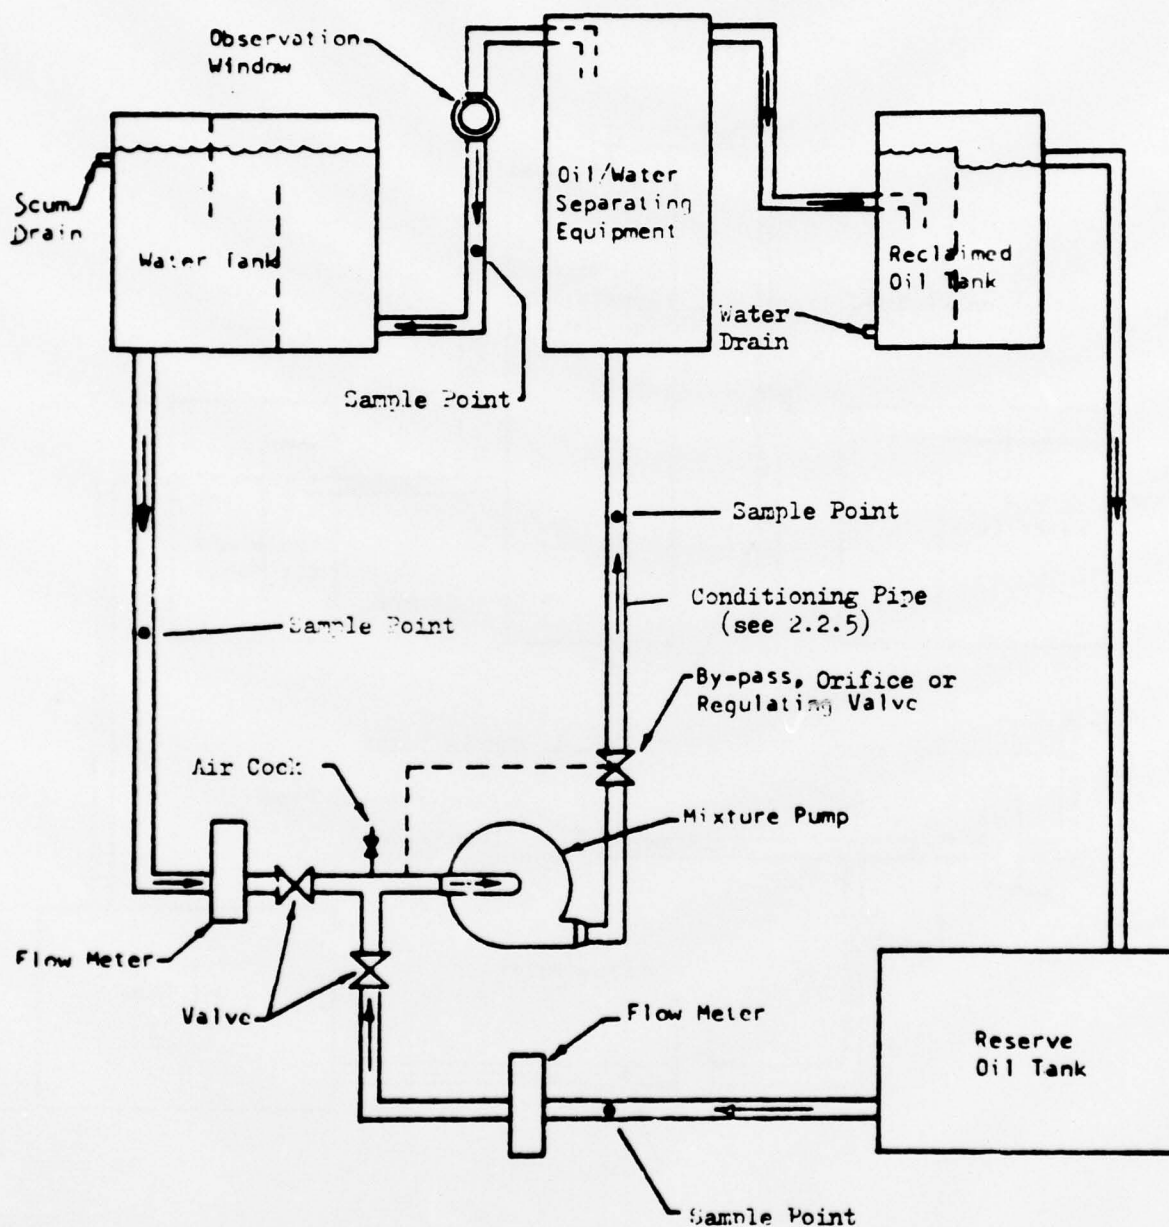 Observation
Window
Scum
Drain
Water Tank
Oil/Water
Separating
Equipment
Reclaimed
Oil Tank
Water
Drain
Sample Point
Sample Point
Conditioning Pipe
(see 2.2.5)
Sample Point
By-pass, Orifice or
Regulating Valve
Air Cock
Mixture Pump
Flow Meter
Valve
Flow Meter
Reserve
Oil Tank
Sample Point